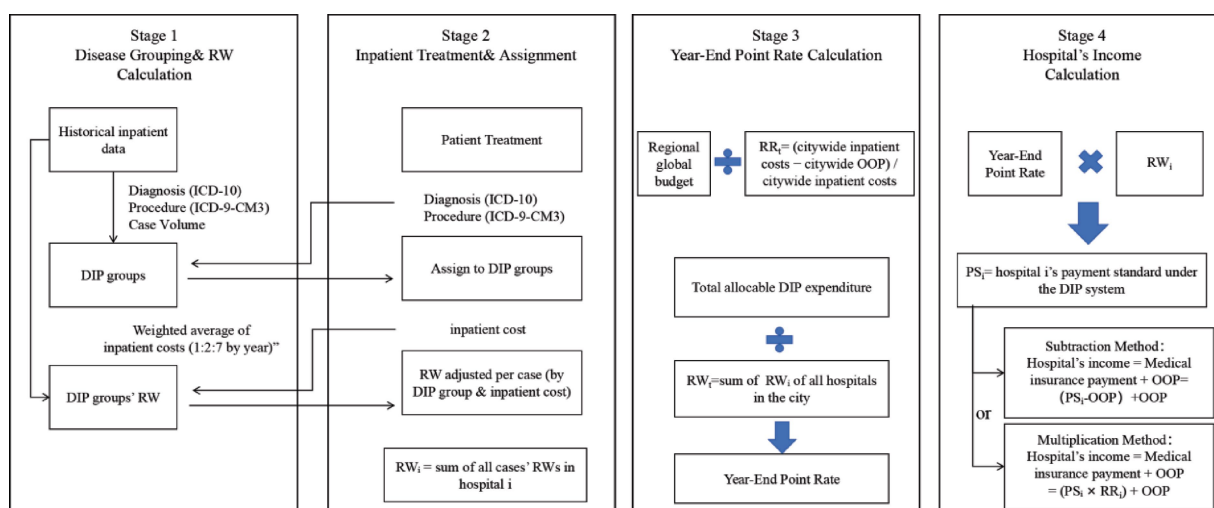 Stage 1
Disease Grouping& RW
Calculation
Historical inpatient
data
Diagnosis (ICD-10)
Procedure (ICD-9-CM3)
Case Volume
DIP groups
Weighted average of
inpatient costs (1:2:7 by year)”
DIP groups’ RW
Stage 2
Inpatient Treatment& Assignment
Patient Treatment
Diagnosis (ICD-10)
Procedure (ICD-9-CM3)
Assign to DIP groups
inpatient cost
RW adjusted per case (by
DIP group & inpatient cost)
RWi = sum of all cases’ RWs in
hospital i
Stage 3
Year-End Point Rate Calculation
Regional
global
budget
÷
RRt= (citywide inpatient
costs − citywide OOP) /
citywide inpatient costs
Total allocable DIP expenditure
÷
RWt=sum of RWi of all hospitals
in the city
Year-End Point Rate
Stage 4
Hospital’s Income
Calculation
Year-End
Point Rate
×
RWi
PSi= hospital i’s payment standard under
the DIP system
Subtraction Method：
Hospital’s income = Medical
insurance payment + OOP=
（PSi-OOP） +OOP
or
Multiplication Method：
Hospital’s income = Medical
insurance payment + OOP
= (PSi × RRi) + OOP